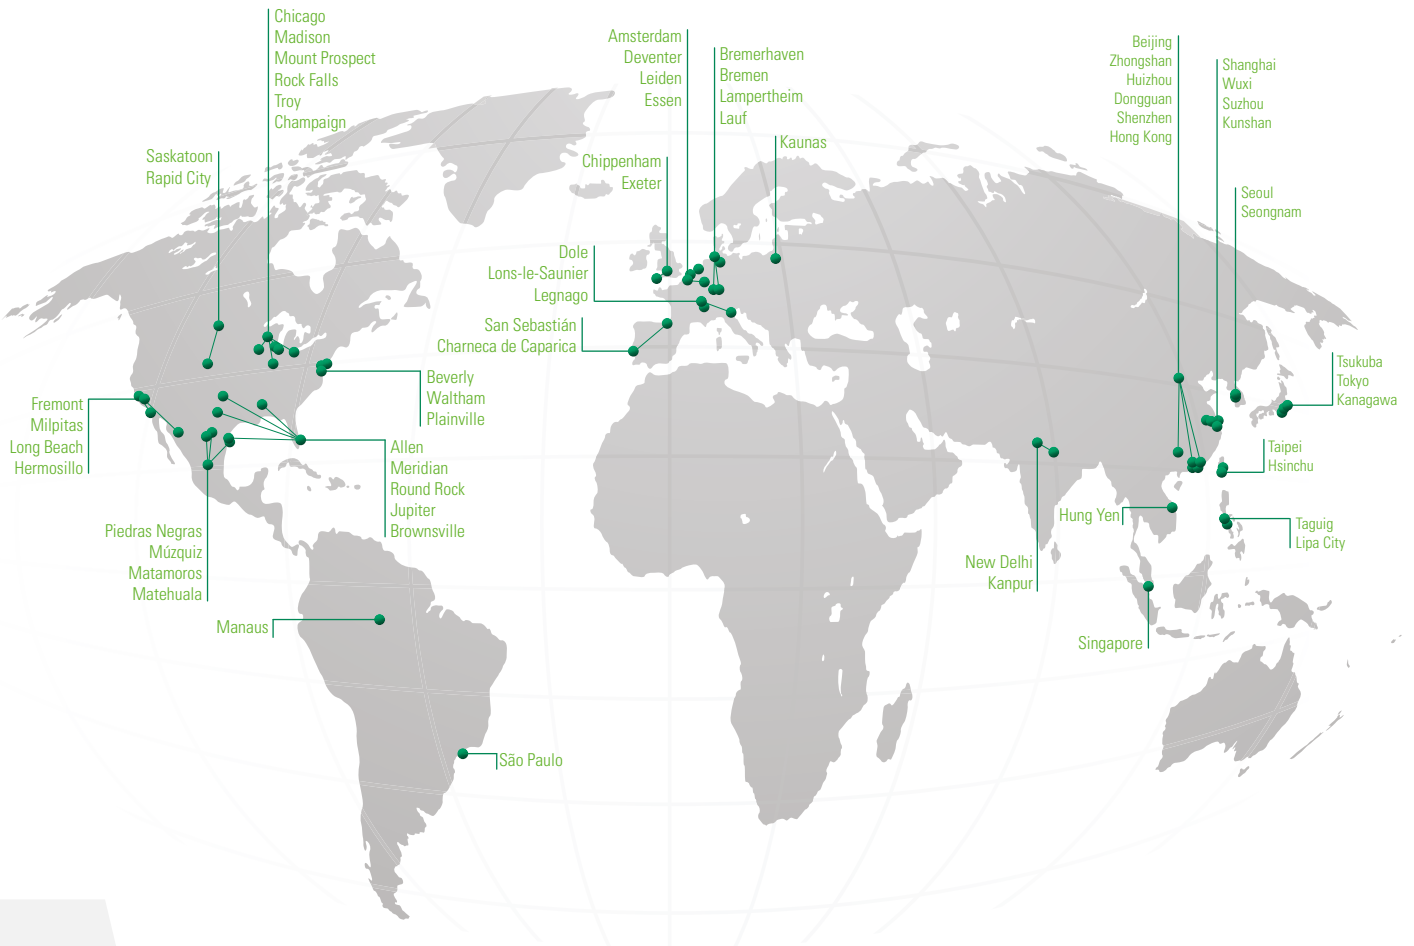 Chicago
Madison
Mount Prospect
Rock Falls
Troy
Champaign
Saskatoon
Rapid City
Amsterdam
Deventer
Leiden
Essen
Bremerhaven
Bremen
Lampertheim
Lauf
Kaunas
Chippenham
Exeter
Dole
Lons-le-Saunier
Legnago
San Sebastián
Charneca de Caparica
Beijing
Zhongshan
Huizhou
Dongguan
Shenzhen
Hong Kong
Shanghai
Wuxi
Suzhou
Kunshan
Seoul
Seongnam
Tsukuba
Tokyo
Kanagawa
Taipei
Hsinchu
Taguig
Lipa City
Hung Yen
New Delhi
Kanpur
Singapore
Fremont
Milpitas
Long Beach
Hermosillo
Beverly
Waltham
Plainville
Allen
Meridian
Round Rock
Jupiter
Brownsville
Piedras Negras
Múzquiz
Matamoros
Matehuala
Manaus
São Paulo